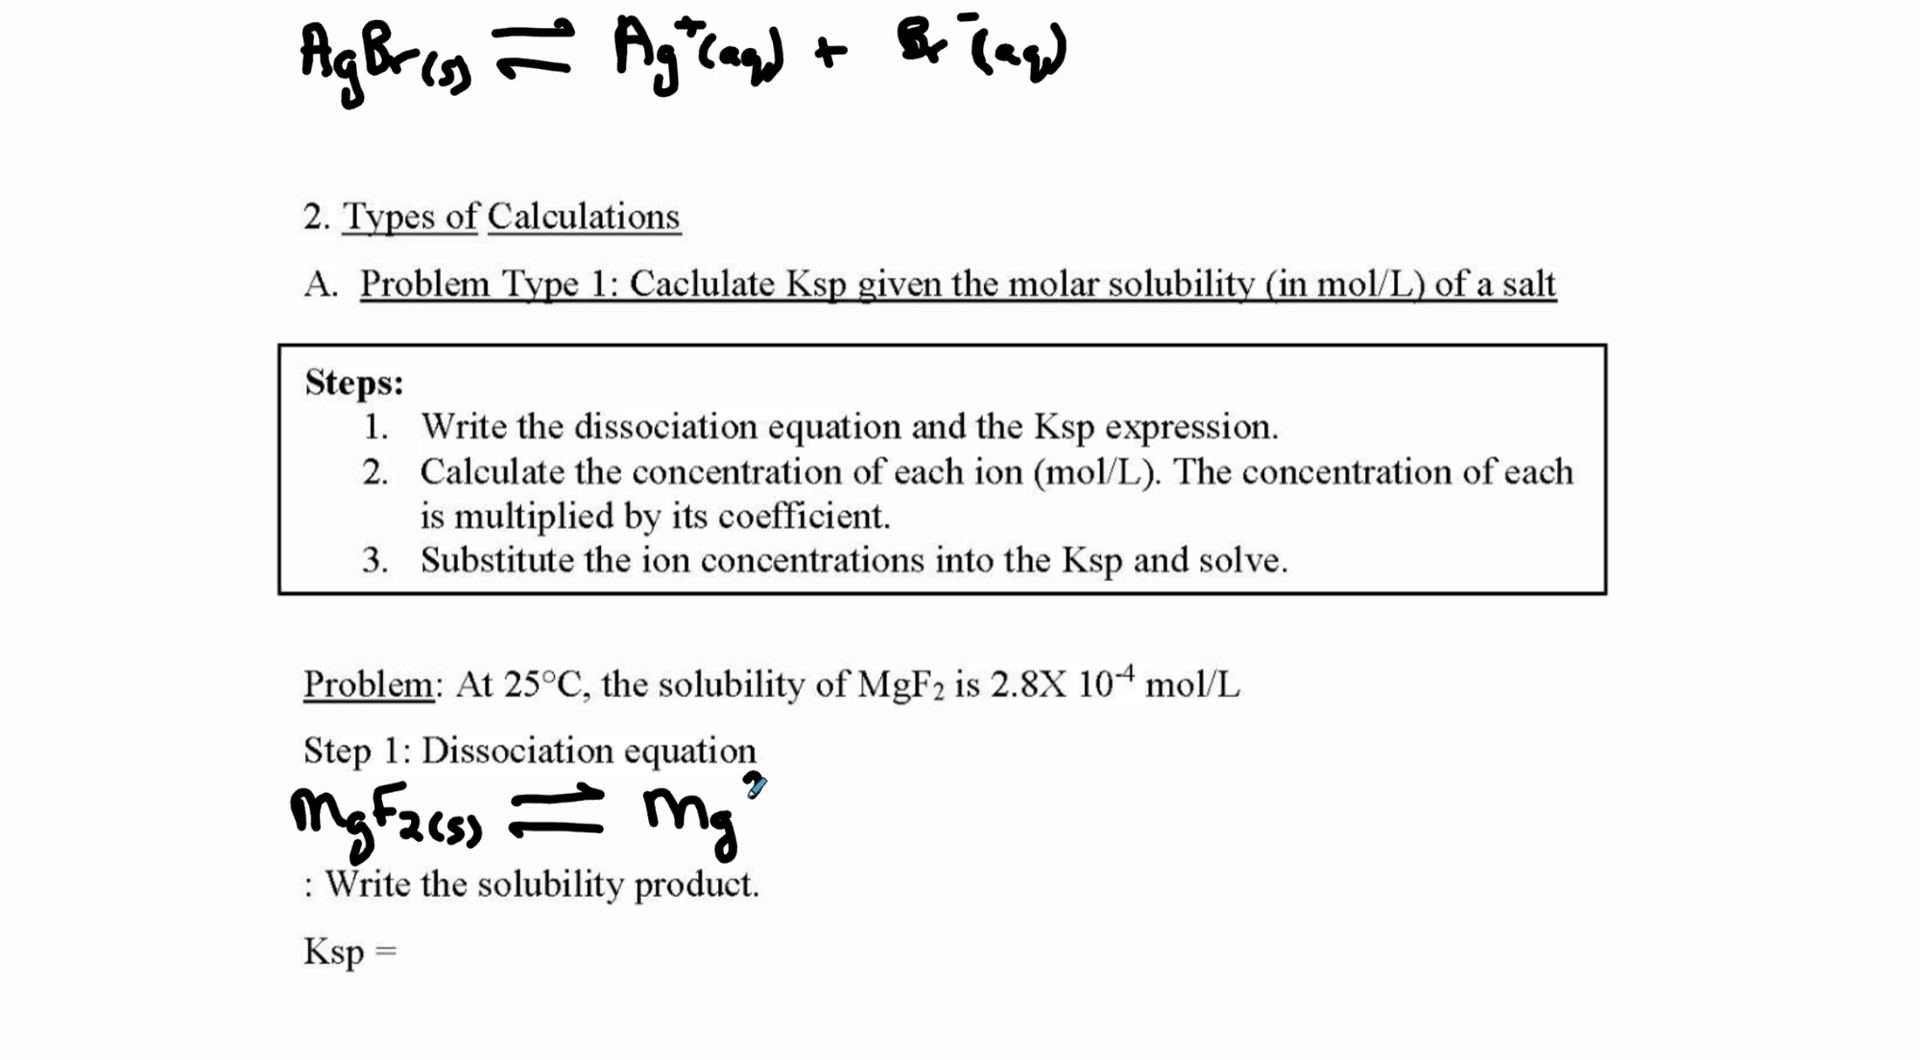 AgBr(s) ⇌ Ag⁺(aq) + Br⁻(aq)
2. Types of Calculations
A. Problem Type 1: Caclulate Ksp given the molar solubility (in mol/L) of a salt
Steps:
1. Write the dissociation equation and the Ksp expression.
2. Calculate the concentration of each ion (mol/L). The concentration of each
is multiplied by its coefficient.
3. Substitute the ion concentrations into the Ksp and solve.
Problem: At 25°C, the solubility of MgF₂ is 2.8X 10⁻⁴ mol/L
Step 1: Dissociation equation
MgF₂(s) ⇌ Mg²
: Write the solubility product.
Ksp =